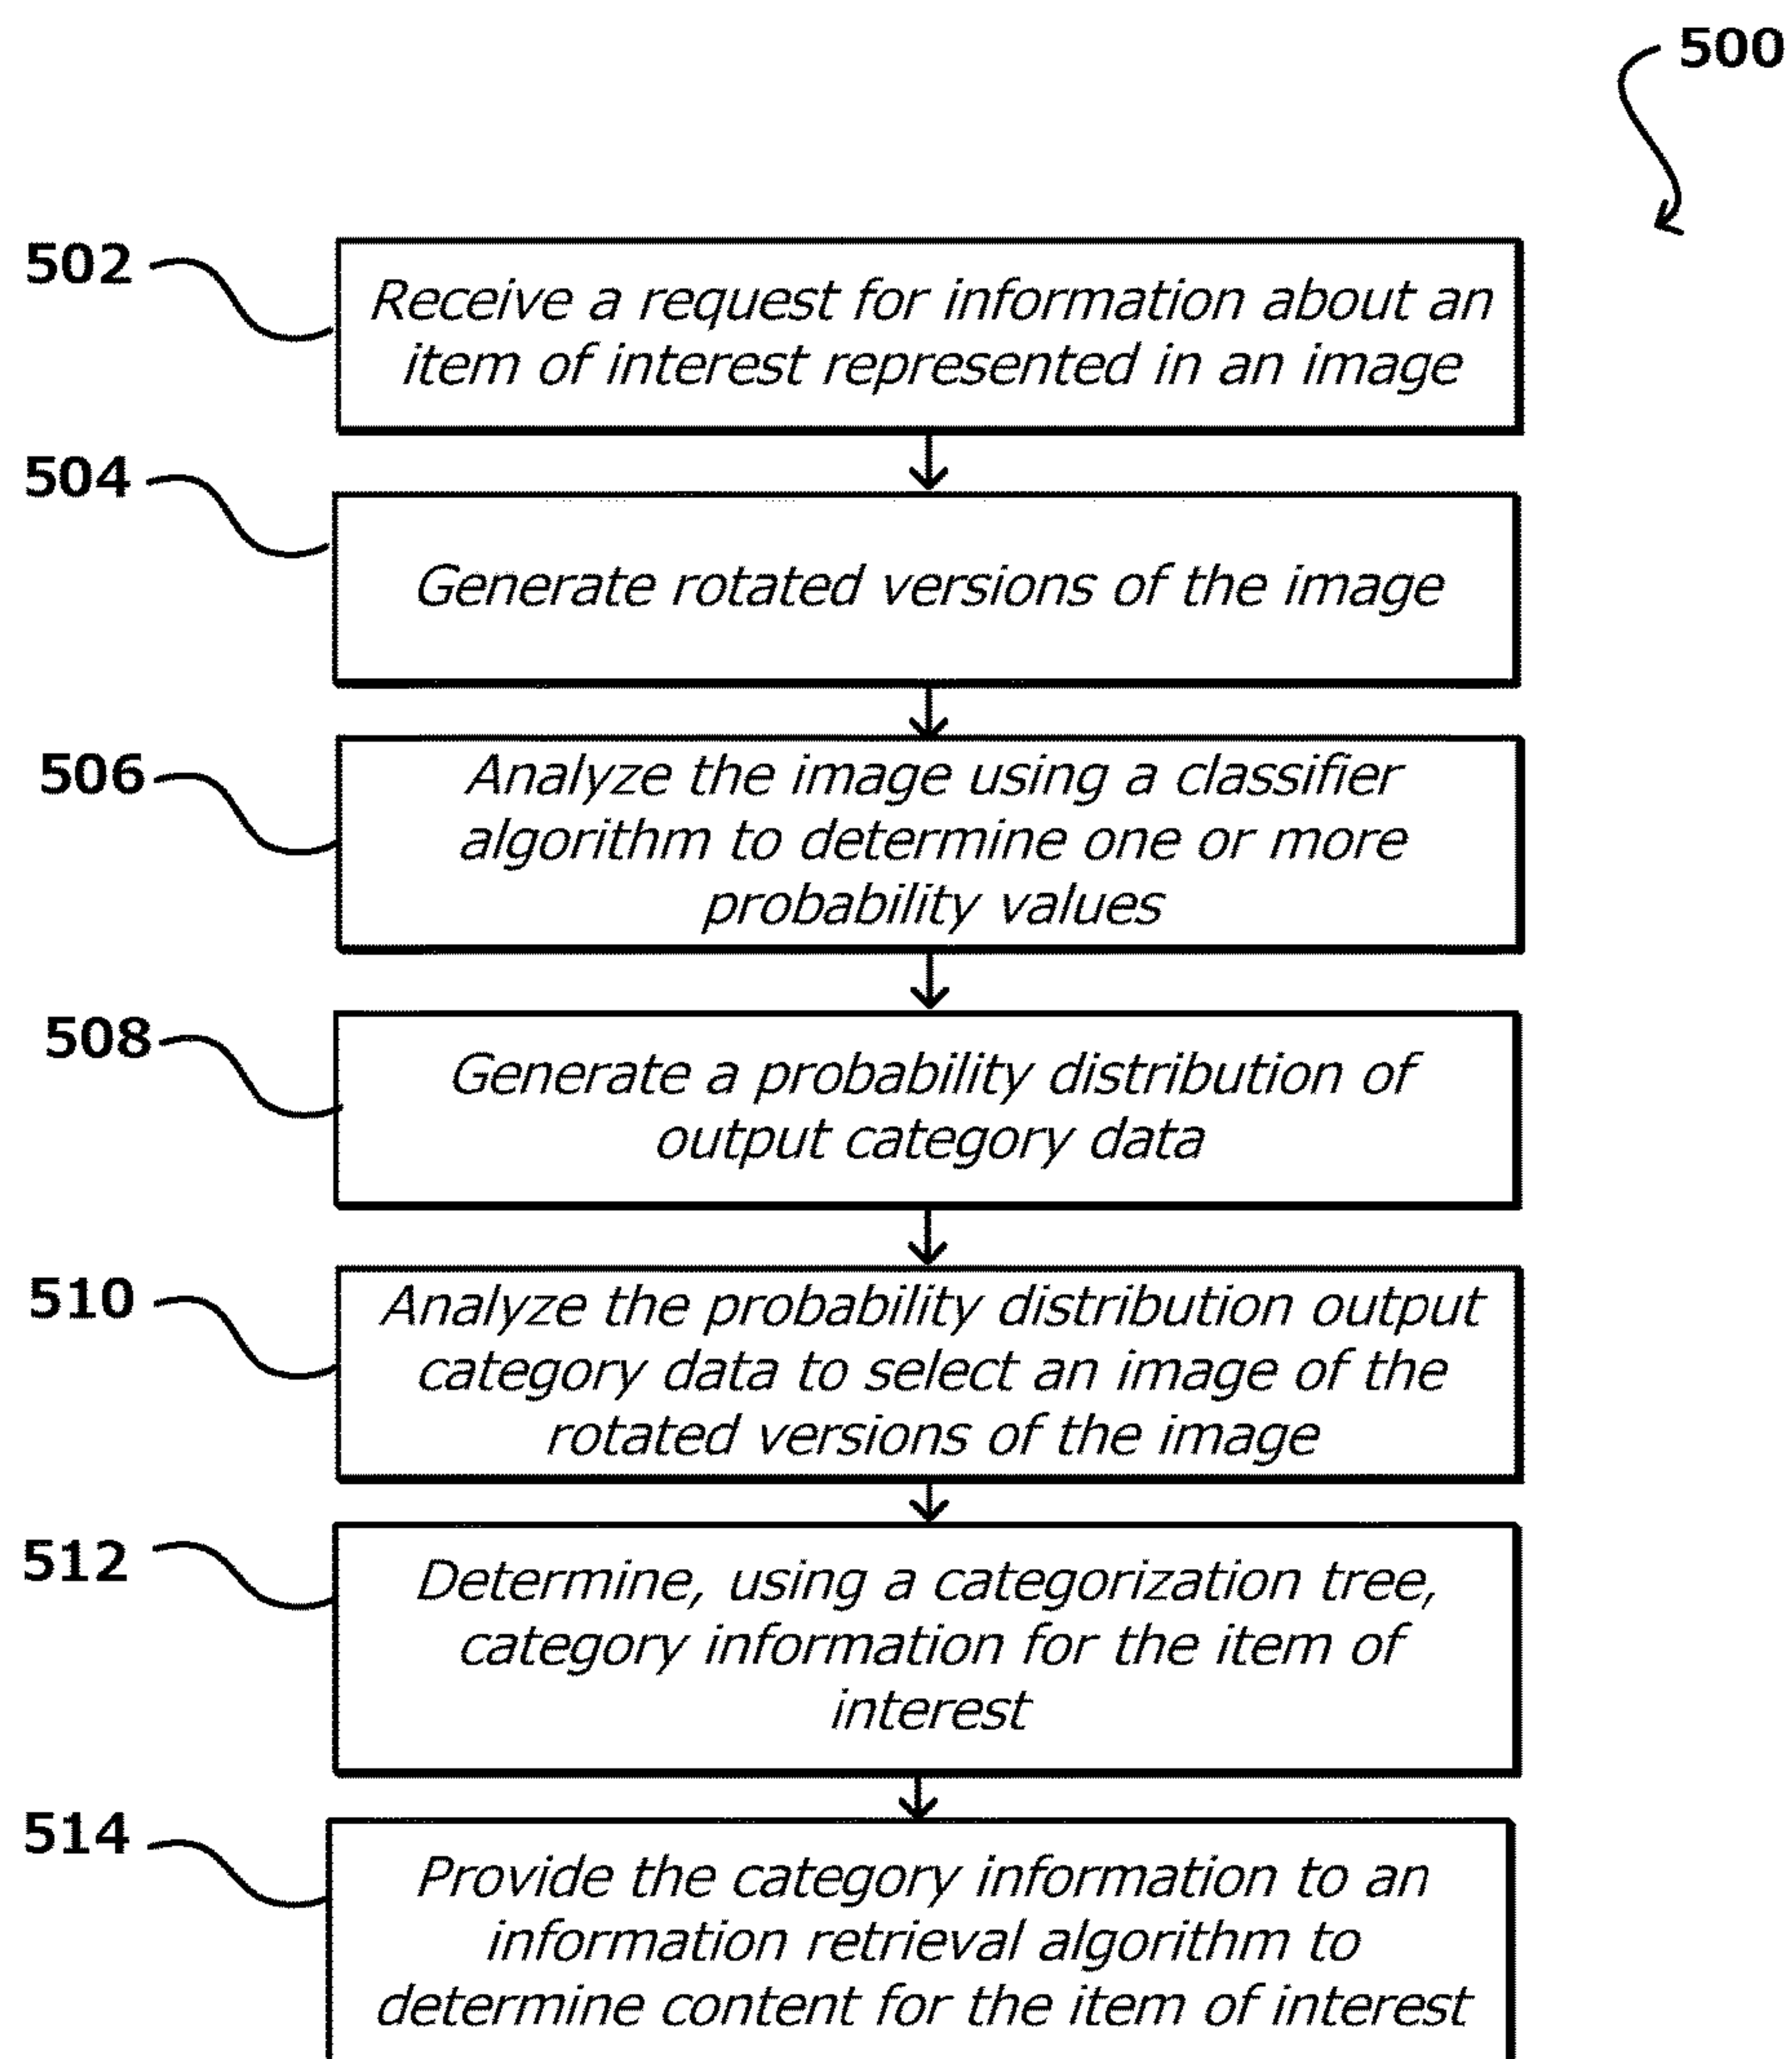 500
502
Receive a request for information about an
item of interest represented in an image
504
Generate rotated versions of the image
506
Analyze the image using a classifier
algorithm to determine one or more
probability values
508
Generate a probability distribution of
output category data
510
Analyze the probability distribution output
category data to select an image of the
rotated versions of the image
512
Determine, using a categorization tree,
category information for the item of
interest
514
Provide the category information to an
information retrieval algorithm to
determine content for the item of interest